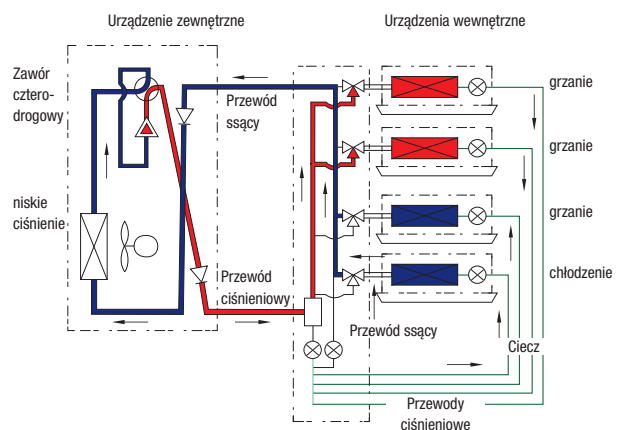 Urządzenie zewnętrzne
Urządzenia wewnętrzne
Zawór
cztero-
drogowy
Przewód
ssący
grzanie
grzanie
grzanie
chłodzenie
niskie
ciśnienie
Przewód
ciśnieniowy
Przewód ssący
Ciecz
Przewody
ciśnieniowe